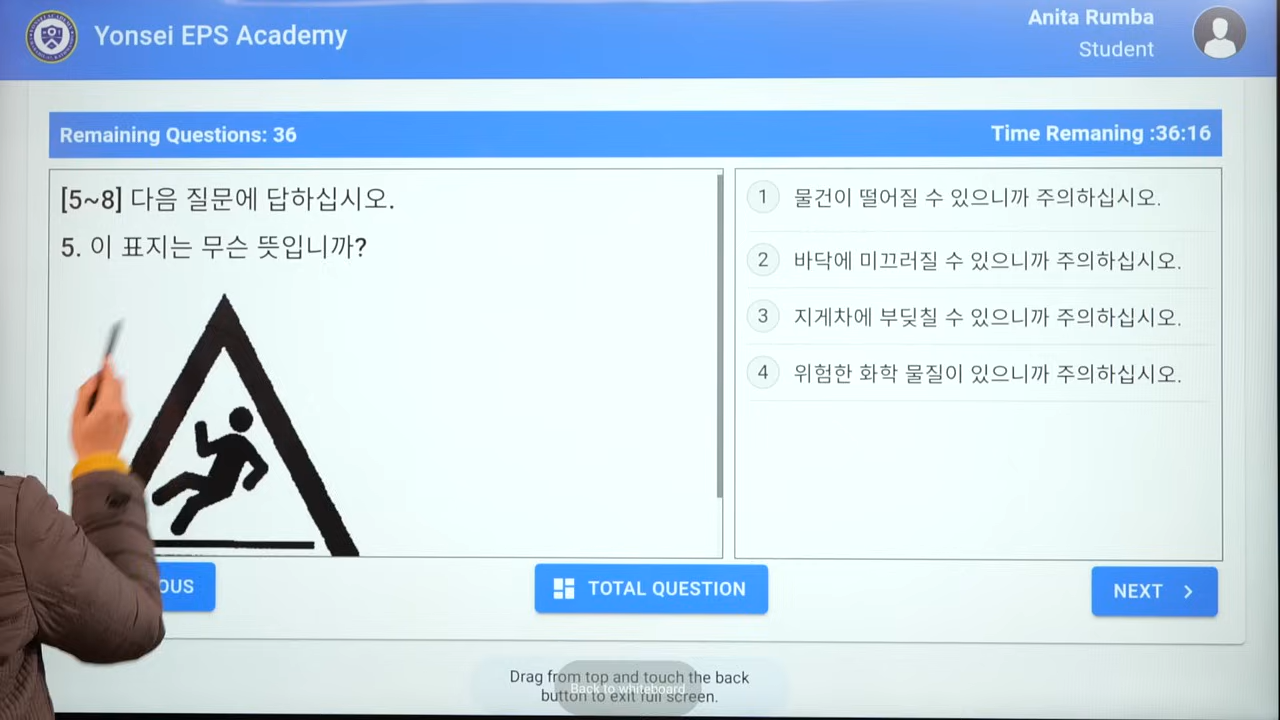 Yonsei EPS Academy
Anita Rumba
Student
Remaining Questions: 36
Time Remaning :36:16
[5~8] 다음 질문에 답하십시오.
5. 이 표지는 무슨 뜻입니까?
1 물건이 떨어질 수 있으니까 주의하십시오.
2 바닥에 미끄러질 수 있으니까 주의하십시오.
3 지게차에 부딪칠 수 있으니까 주의하십시오.
4 위험한 화학 물질이 있으니까 주의하십시오.
OUS
TOTAL QUESTION
NEXT
Drag from top and touch the back
button to exit full screen.
Back to whiteboard